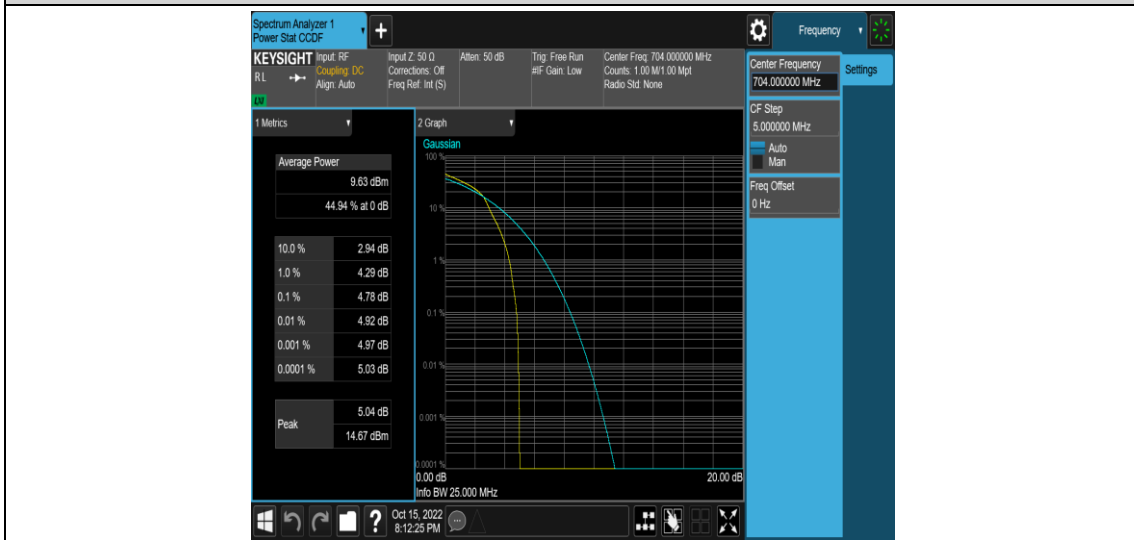 Spectrum Analyzer 1
Power Stat CCDF
+
Frequency
KEYSIGHT
RL
LXI
Input: RF
Coupling: DC
Align: Auto
Input Z: 50 Ω
Corrections: Off
Freq Ref: Int (S)
Atten: 50 dB
Trig: Free Run
#IF Gain: Low
Center Freq: 704.000000 MHz
Counts: 1.00 M/1.00 Mpt
Radio Std: None
Center Frequency
704.000000 MHz
Settings
CF Step
5.000000 MHz
Auto
Man
Freq Offset
0 Hz
1 Metrics
Average Power
9.63 dBm
44.94 % at 0 dB
10.0 % 2.94 dB
1.0 % 4.29 dB
0.1 % 4.78 dB
0.01 % 4.92 dB
0.001 % 4.97 dB
0.0001 % 5.03 dB
Peak
5.04 dB
14.67 dBm
2 Graph
Gaussian
100 %
10 %
1 %
0.1 %
0.01 %
0.001 %
0.0001 %
0.00 dB 20.00 dB
Info BW 25.000 MHz
?
Oct 15, 2022
8:12:25 PM